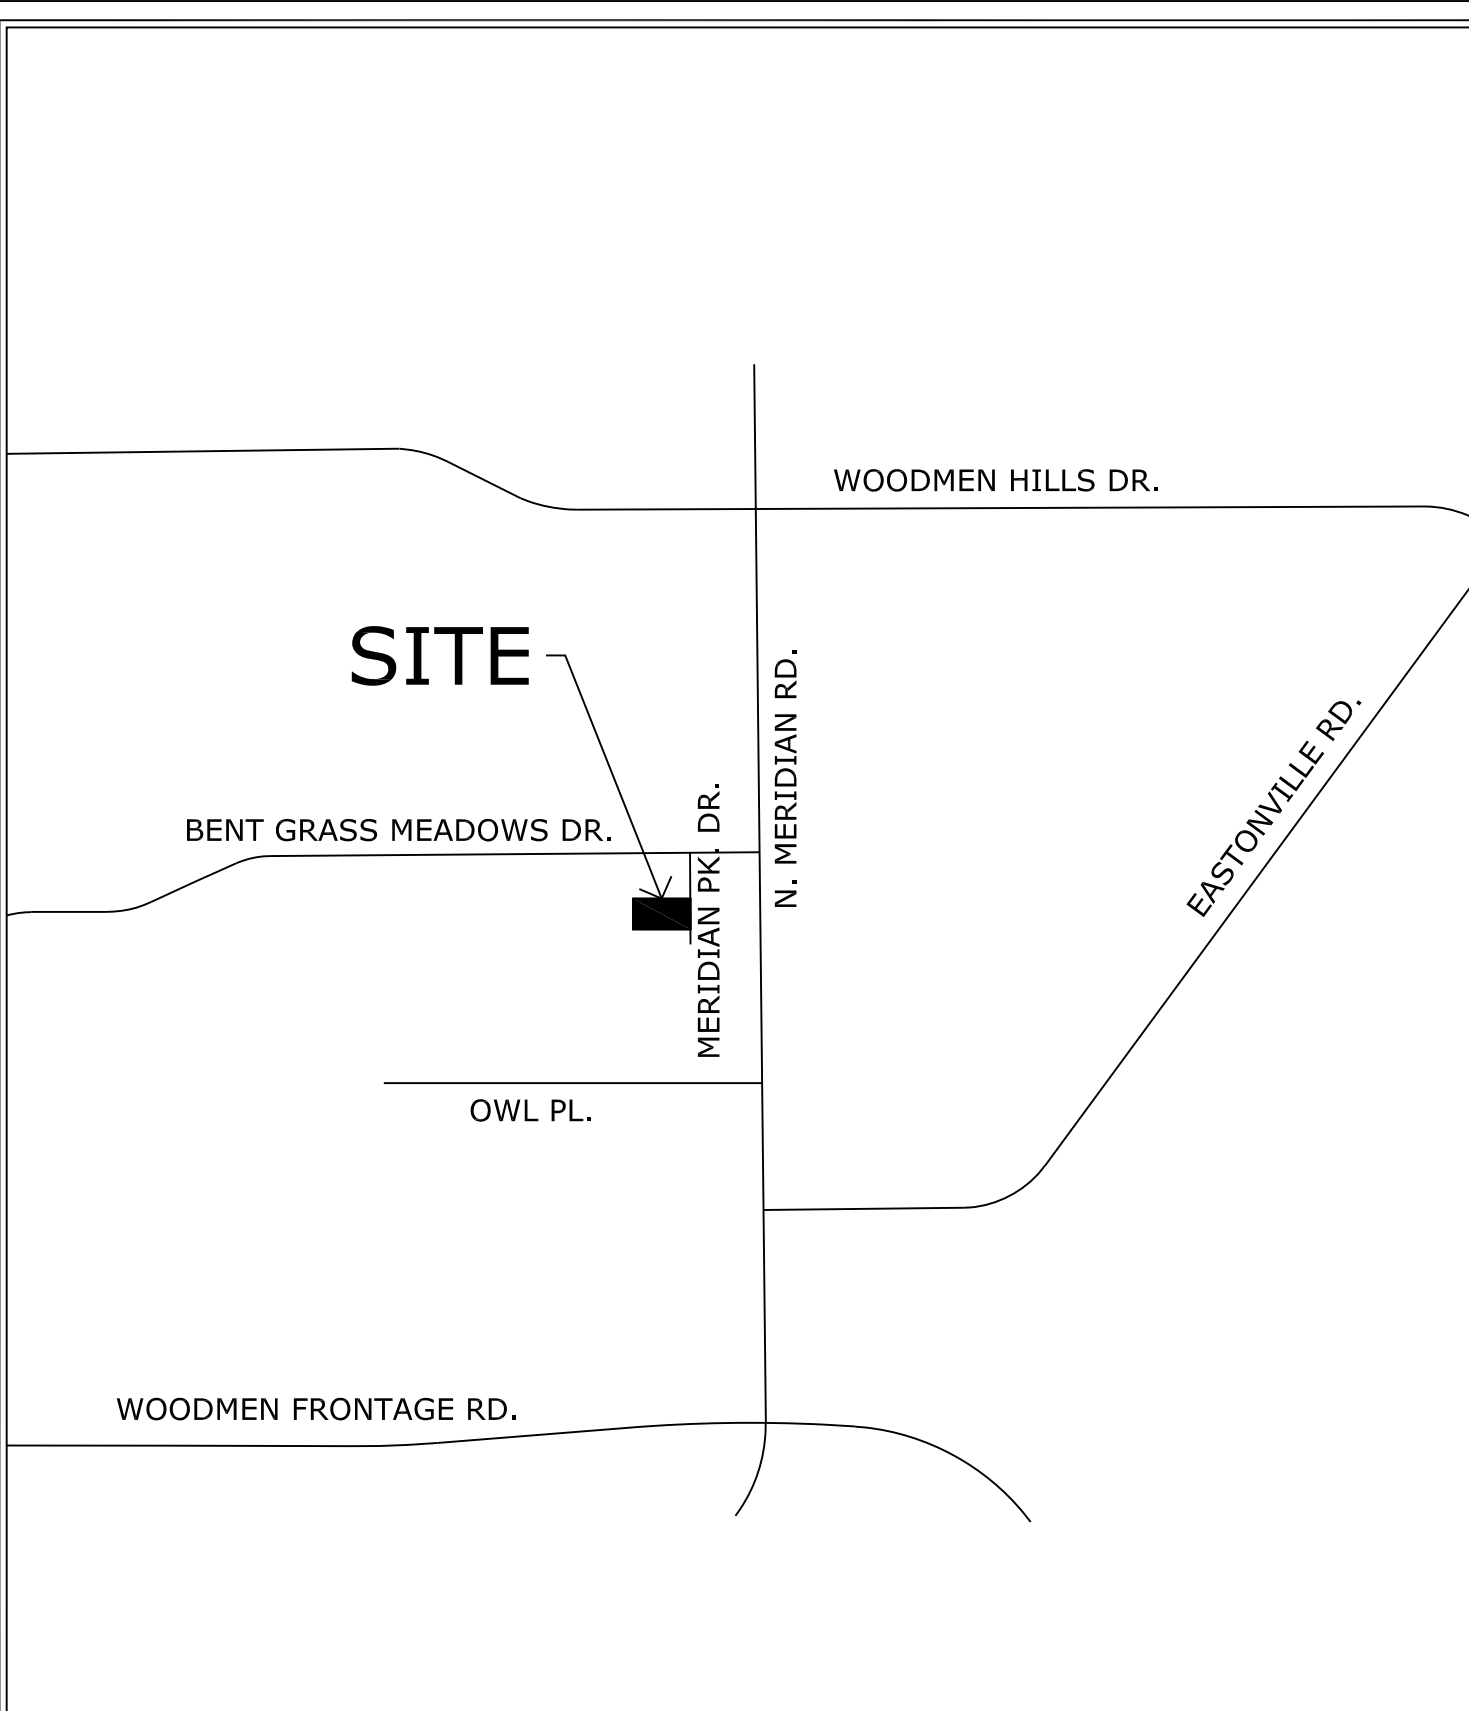 WOODMEN HILLS DR.
SITE
N. MERIDIAN RD.
EASTONVILLE RD.
BENT GRASS MEADOWS DR.
MERIDIAN PK. DR.
OWL PL.
WOODMEN FRONTAGE RD.